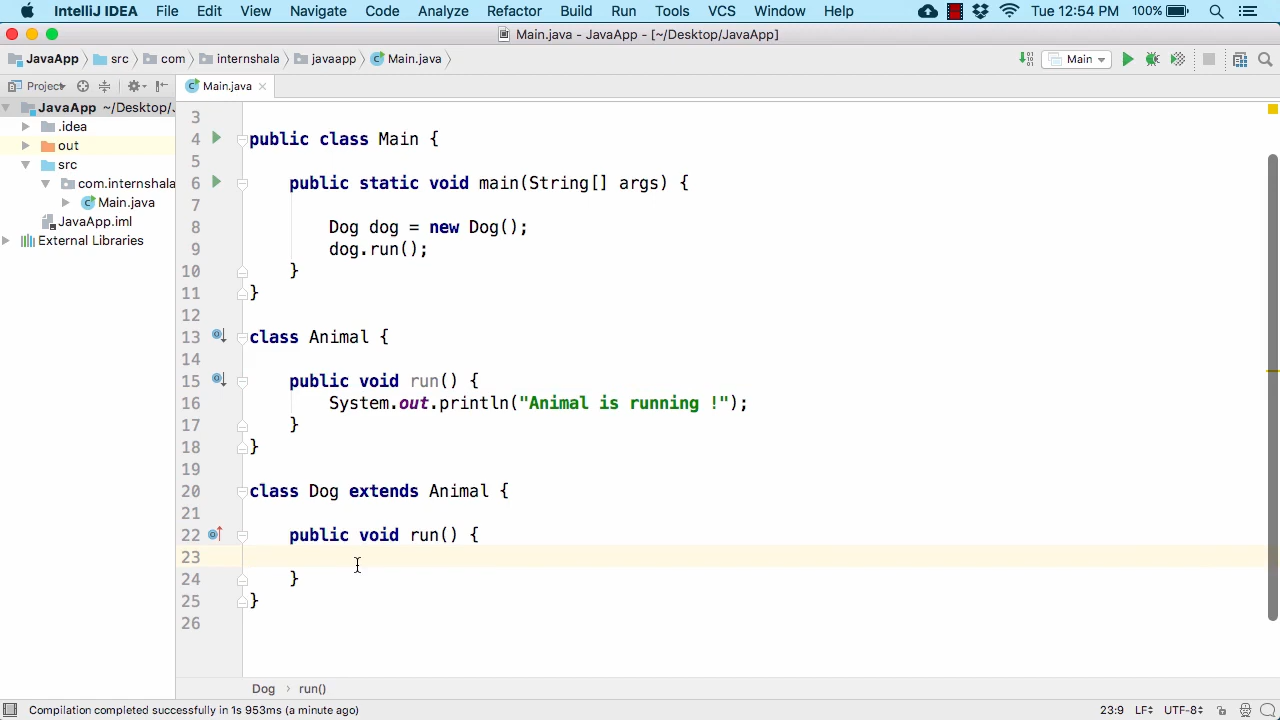 IntelliJ IDEA File Edit View Navigate Code Analyze Refactor Build Run Tools VCS Window Help Tue 12:54 PM 100%
Main.java - JavaApp - [~/Desktop/JavaApp]
JavaApp src com internshala javaapp Main.java Main
Project Main.java
JavaApp ~/Desktop/J
.idea
out
src
com.internshala
Main.java
JavaApp.iml
External Libraries
3
4 public class Main {
5
6 public static void main(String[] args) {
7
8 Dog dog = new Dog();
9 dog.run();
10 }
11 }
12
13 class Animal {
14
15 public void run() {
16 System.out.println("Animal is running !");
17 }
18 }
19
20 class Dog extends Animal {
21
22 public void run() {
23
24 }
25 }
26
Dog › run()
Compilation completed successfully in 1s 953ms (a minute ago) 23:9 LF UTF-8